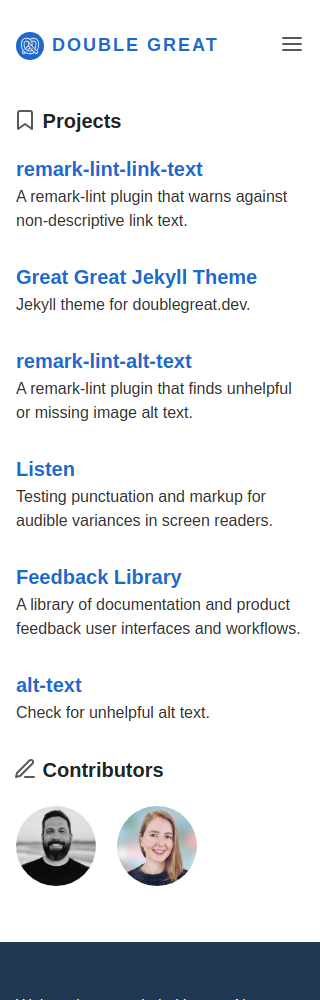 DOUBLE GREAT
Projects
remark-lint-link-text
A remark-lint plugin that warns against
non-descriptive link text.
Great Great Jekyll Theme
Jekyll theme for doublegreat.dev.
remark-lint-alt-text
A remark-lint plugin that finds unhelpful
or missing image alt text.
Listen
Testing punctuation and markup for
audible variances in screen readers.
Feedback Library
A library of documentation and product
feedback user interfaces and workflows.
alt-text
Check for unhelpful alt text.
Contributors